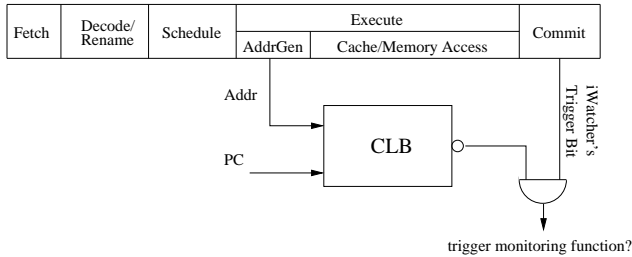 Fetch
Decode/
Rename
Schedule
Execute
AddrGen
Cache/Memory Access
Commit
Addr
PC
CLB
iWatcher's
Trigger Bit
trigger monitoring function?